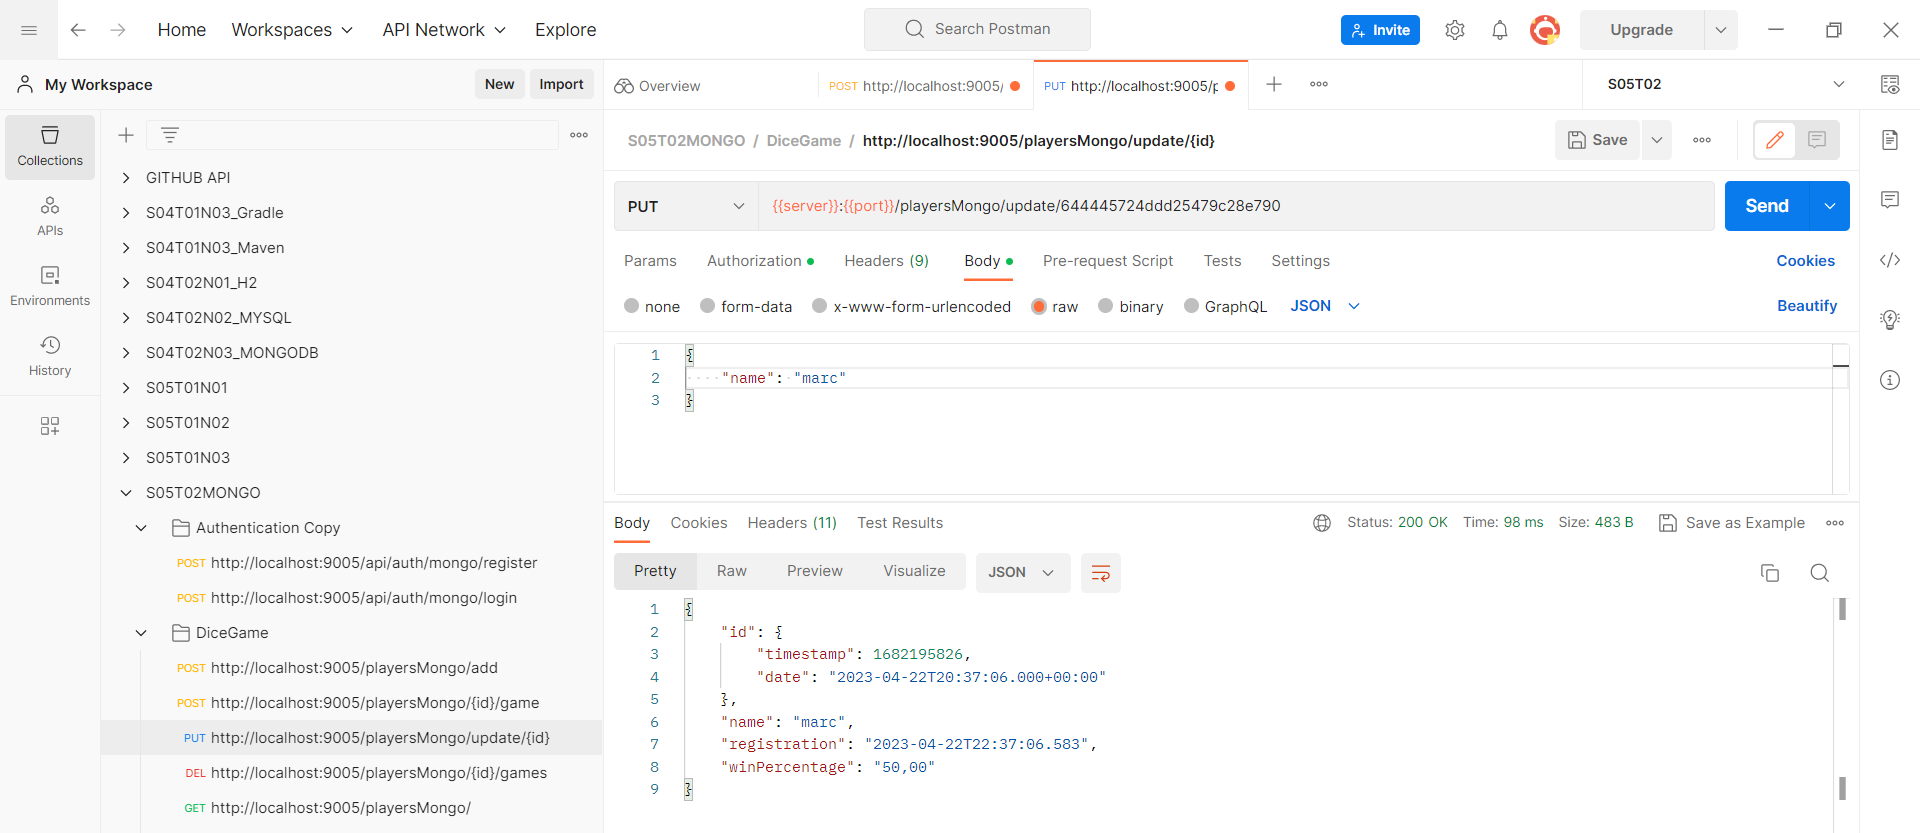 Home Workspaces API Network Explore Search Postman Invite Upgrade
My Workspace New Import
Overview POST http://localhost:9005/ PUT http://localhost:9005/p S05T02
Collections
APIs
Environments
History
GITHUB API
S04T01N03_Gradle
S04T01N03_Maven
S04T02N01_H2
S04T02N02_MYSQL
S04T02N03_MONGODB
S05T01N01
S05T01N02
S05T01N03
S05T02MONGO
Authentication Copy
POST http://localhost:9005/api/auth/mongo/register
POST http://localhost:9005/api/auth/mongo/login
DiceGame
POST http://localhost:9005/playersMongo/add
POST http://localhost:9005/playersMongo/{id}/game
PUT http://localhost:9005/playersMongo/update/{id}
DEL http://localhost:9005/playersMongo/{id}/games
GET http://localhost:9005/playersMongo/
S05T02MONGO / DiceGame / http://localhost:9005/playersMongo/update/{id} Save
PUT {{server}}:{{port}}/playersMongo/update/644445724ddd25479c28e790 Send
Params Authorization Headers (9) Body Pre-request Script Tests Settings Cookies
none form-data x-www-form-urlencoded raw binary GraphQL JSON Beautify
1 {
2 "name": "marc"
3 }
Body Cookies Headers (11) Test Results Status: 200 OK Time: 98 ms Size: 483 B Save as Example
Pretty Raw Preview Visualize JSON
1 {
2 "id": {
3 "timestamp": 1682195826,
4 "date": "2023-04-22T20:37:06.000+00:00"
5 },
6 "name": "marc",
7 "registration": "2023-04-22T22:37:06.583",
8 "winPercentage": "50,00"
9 }